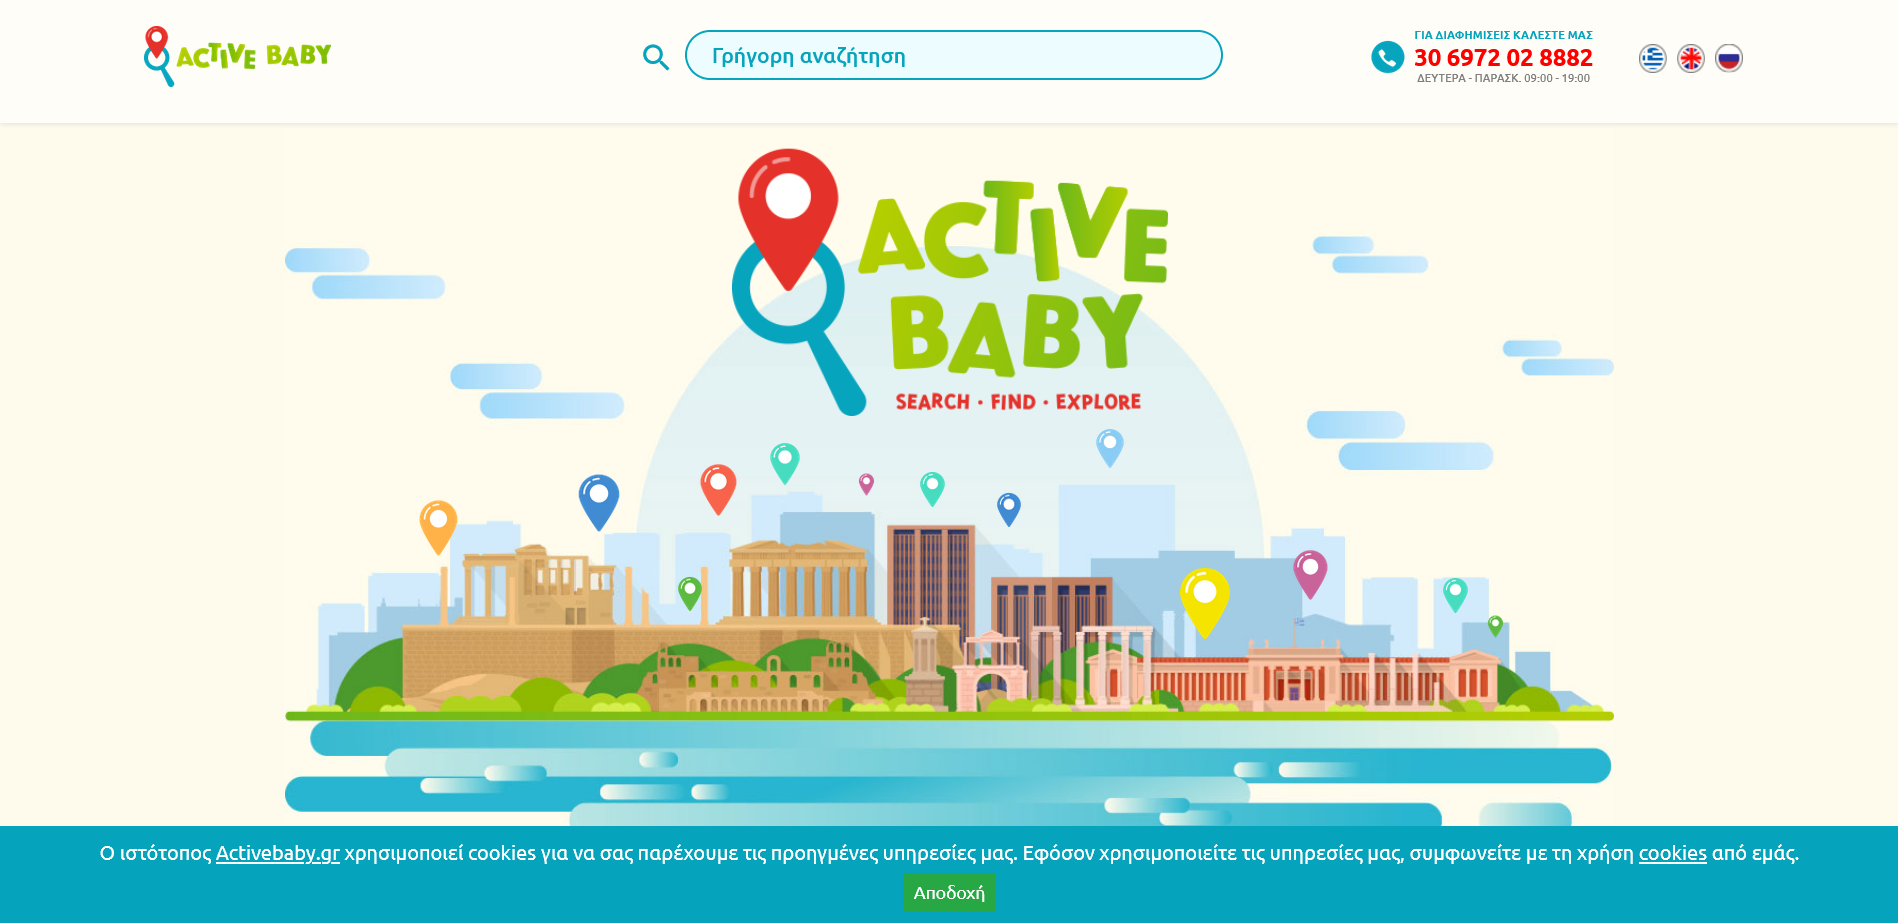 ACTIVE BABY
Γρήγορη αναζήτηση
ΓΙΑ ΔΙΑΦΗΜΙΣΕΙΣ ΚΑΛΕΣΤΕ ΜΑΣ
30 6972 02 8882
ΔΕΥΤΕΡΑ - ΠΑΡΑΣΚ. 09:00 - 19:00
ACTIVE
BABY
SEARCH · FIND · EXPLORE
Ο ιστότοπος Activebaby.gr χρησιμοποιεί cookies για να σας παρέχουμε τις προηγμένες υπηρεσίες μας. Εφόσον χρησιμοποιείτε τις υπηρεσίες μας, συμφωνείτε με τη χρήση cookies από εμάς.
Αποδοχή